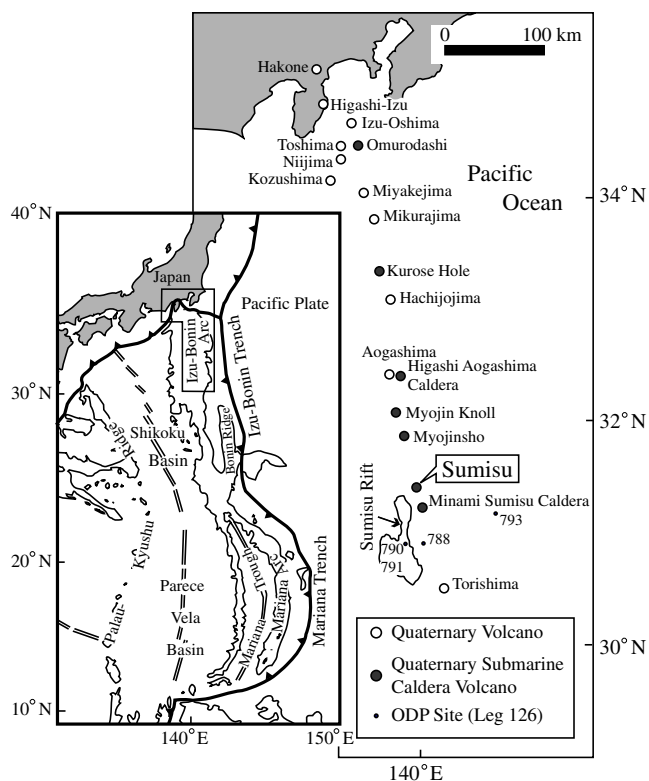 0 100 km
Hakone
Higashi-Izu
Izu-Oshima
Toshima
Omurodashi
Niijima
Kozushima
Pacific
Ocean
34°N
Miyakejima
Mikurajima
Kurose Hole
Hachijojima
Aogashima
Higashi Aogashima
Caldera
32°N
Myojin Knoll
Myojinsho
Sumisu
Sumisu Rift
Minami Sumisu Caldera
793
790
788
791
Torishima
30°N
Quaternary Volcano
Quaternary Submarine
Caldera Volcano
ODP Site (Leg 126)
140°E
40°N
Japan
Pacific Plate
Izu-Bonin
Arc
Izu-Bonin Trench
30°N
Bonin Ridge
Shikoku
Basin
Ridge
Kyushu
Palau-
20°N
Parece
Vela
Basin
Mariana
Trough
Mariana
Arc
Mariana Trench
10°N
140°E
150°E